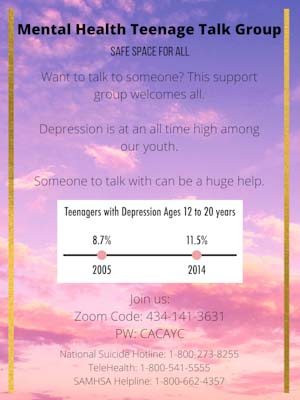 Mental Health Teenage Talk Group
SAFE SPACE FOR ALL
Want to talk to someone? This support
group welcomes all.
Depression is at an all time high among
our youth.
Someone to talk with can be a huge help.
Teenagers with Depression Ages 12 to 20 years
8.7% 11.5%
2005 2014
Join us:
Zoom Code: 434-141-3631
PW: CACAYC
National Suicide Hotline: 1-800-273-8255
TeleHealth: 1-800-541-5555
SAMHSA Helpline: 1-800-662-4357